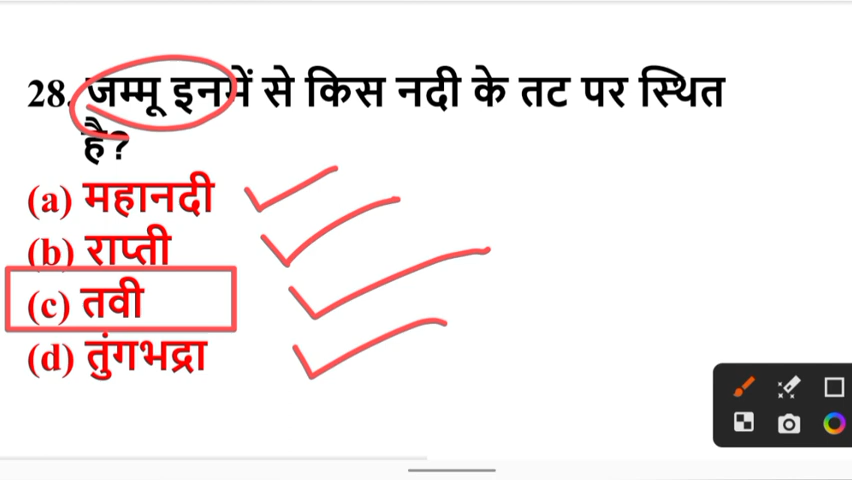 28. जम्मू इनमें से किस नदी के तट पर स्थित
है?
(a) महानदी
(b) राप्ती
(c) तवी
(d) तुंगभद्रा